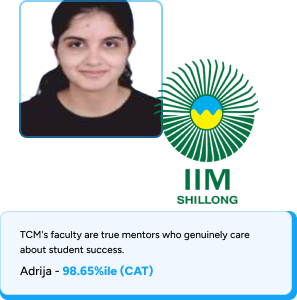 IIM
SHILLONG
TCM's faculty are true mentors who genuinely care
about student success.
Adrija - 98.65%ile (CAT)